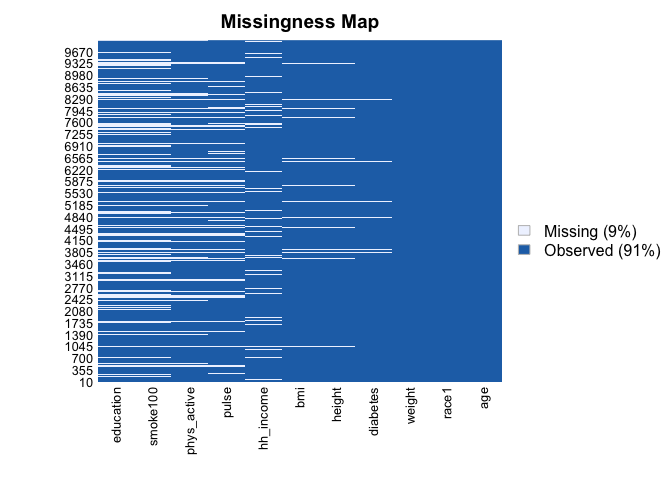 Missingness Map
9670
9325
8980
8635
8290
7945
7600
7255
6910
6565
6220
5875
5530
5185
4840
4495
4150
3805
3460
3115
2770
2425
2080
1735
1390
1045
700
355
10
Missing (9%)
Observed (91%)
education
smoke100
phys_active
pulse
hh_income
bmi
height
diabetes
weight
race1
age